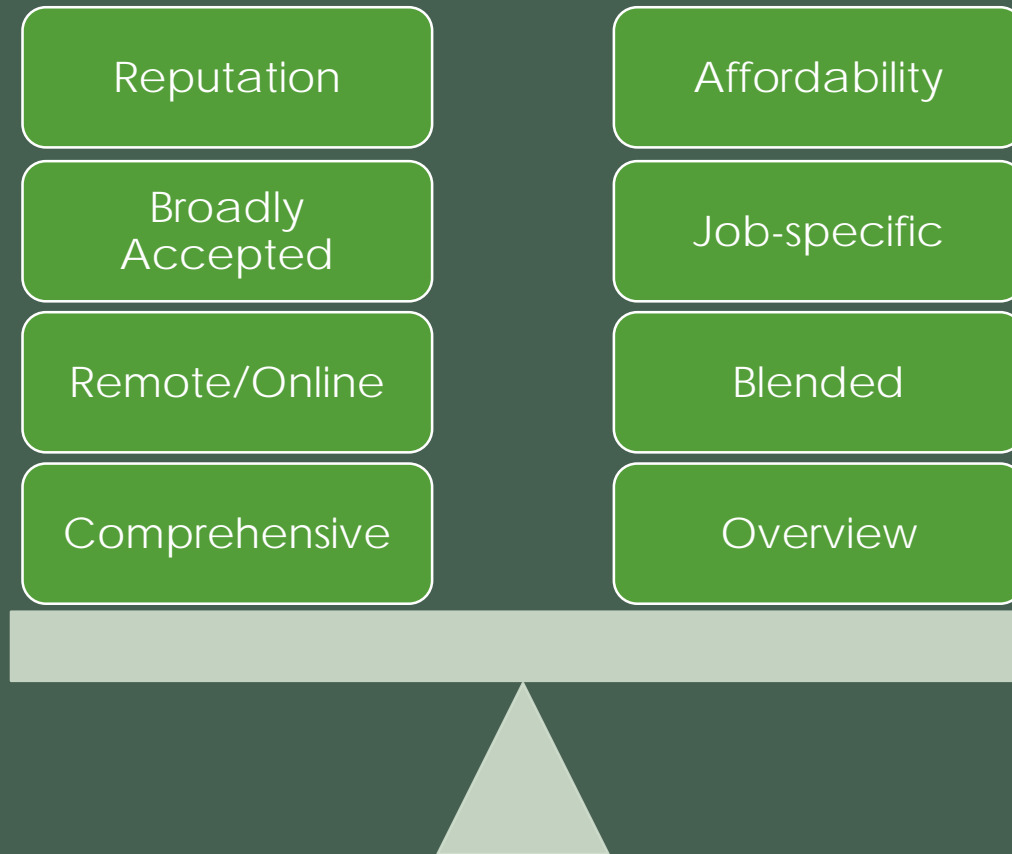 Reputation
Broadly
Accepted
Remote/Online
Comprehensive
Affordability
Job-specific
Blended
Overview